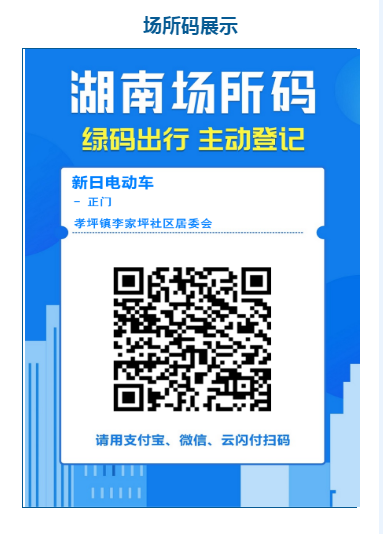 场所码展示
湖南场所码
绿码出行 主动登记
新日电动车
- 正门
孝坪镇李家坪社区居委会
请用支付宝、微信、云闪付扫码